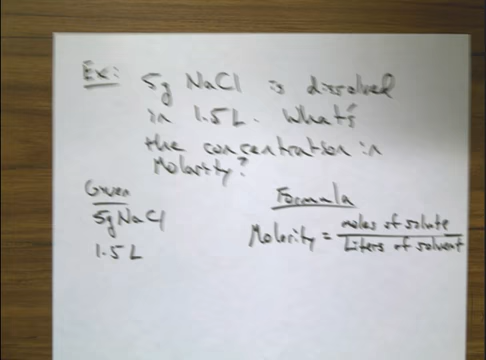 Ex: 5g NaCl is dissolved
in 1.5L. What's
the concentration in
Molarity?
Given
5g NaCl
1.5 L
Formula
Molarity = moles of solute
Liters of solvent